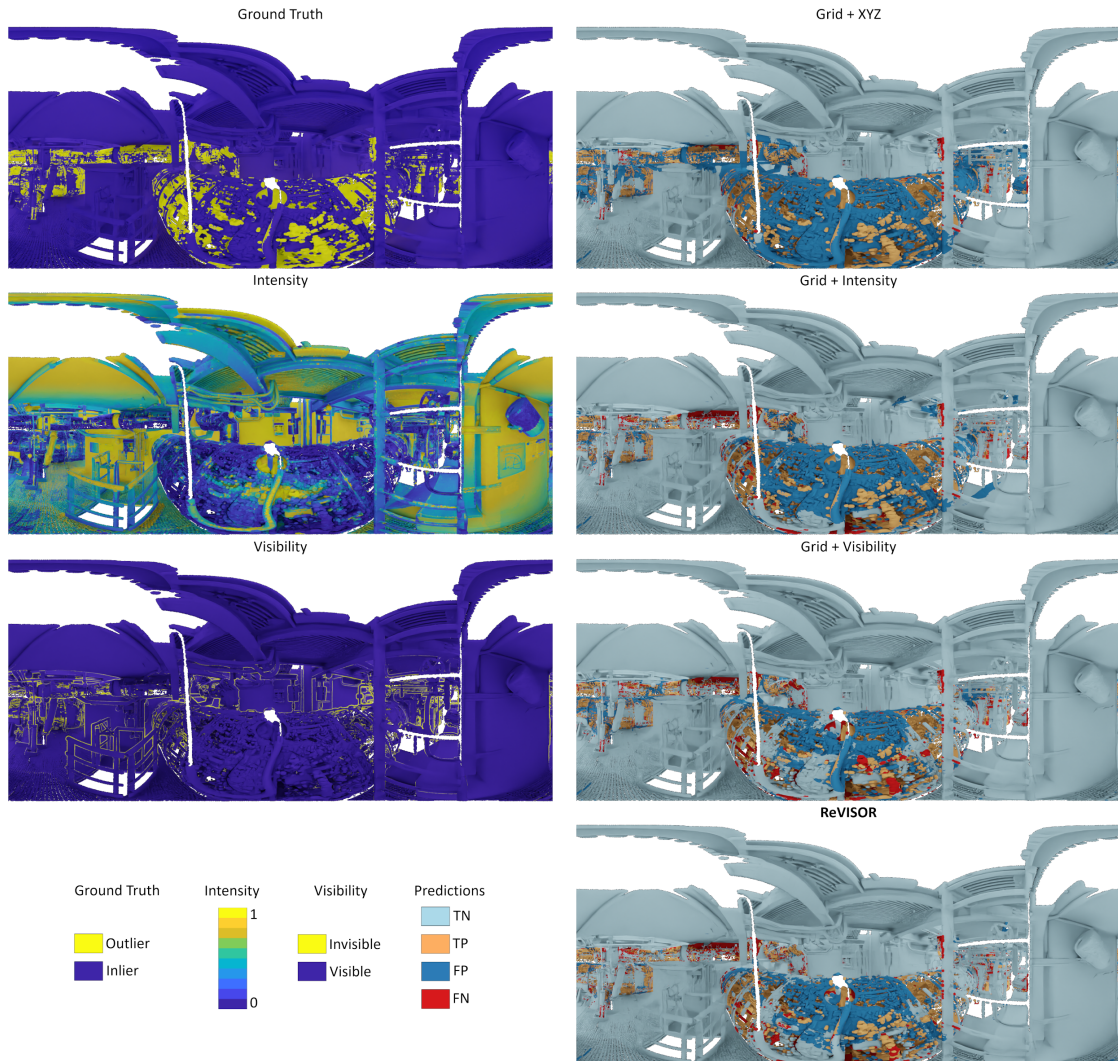 Ground Truth
Grid + XYZ
Intensity
Grid + Intensity
Visibility
Grid + Visibility
ReVISOR
Ground Truth
Outlier
Inlier
Intensity
1
0
Visibility
Invisible
Visible
Predictions
TN
TP
FP
FN